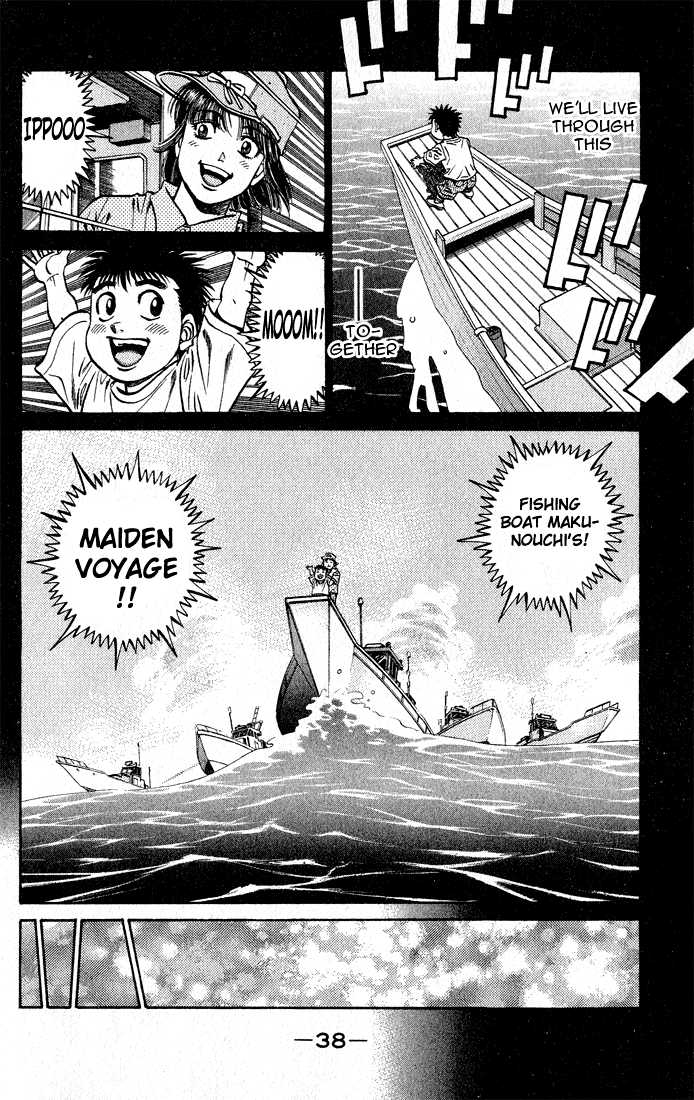 WE'LL LIVE
THROUGH
THIS
TO-
GETHER
IPPOOO
MOOOM!!
FISHING
BOAT MAKU-
NOUCHI'S!
MAIDEN
VOYAGE
!!
ド
ド
ド
ド
ド
ド
—38—